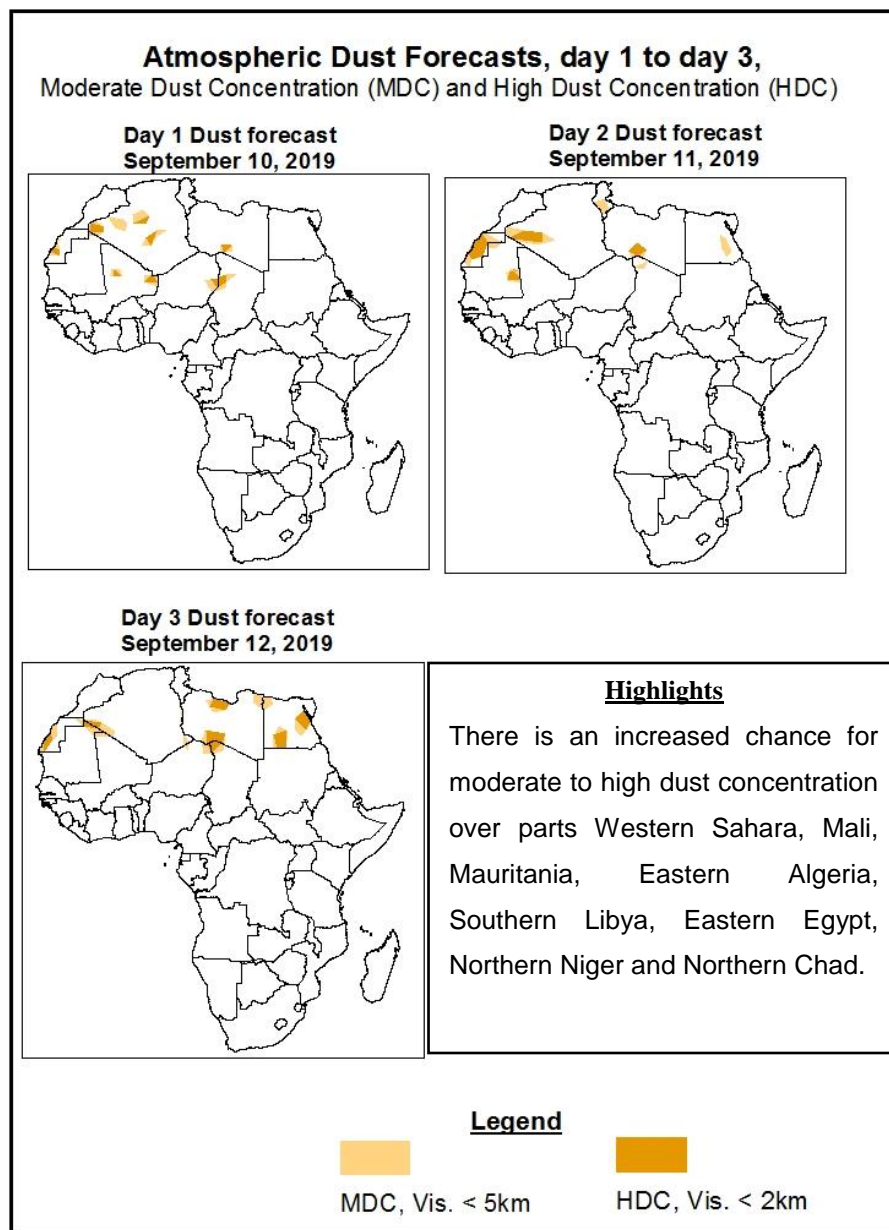 Atmospheric Dust Forecasts, day 1 to day 3,
Moderate Dust Concentration (MDC) and High Dust Concentration (HDC)
Day 1 Dust forecast
September 10, 2019
Day 2 Dust forecast
September 11, 2019
Day 3 Dust forecast
September 12, 2019
Highlights
There is an increased chance for
moderate to high dust concentration
over parts Western Sahara, Mali,
Mauritania, Eastern Algeria,
Southern Libya, Eastern Egypt,
Northern Niger and Northern Chad.
Legend
MDC, Vis. < 5km
HDC, Vis. < 2km